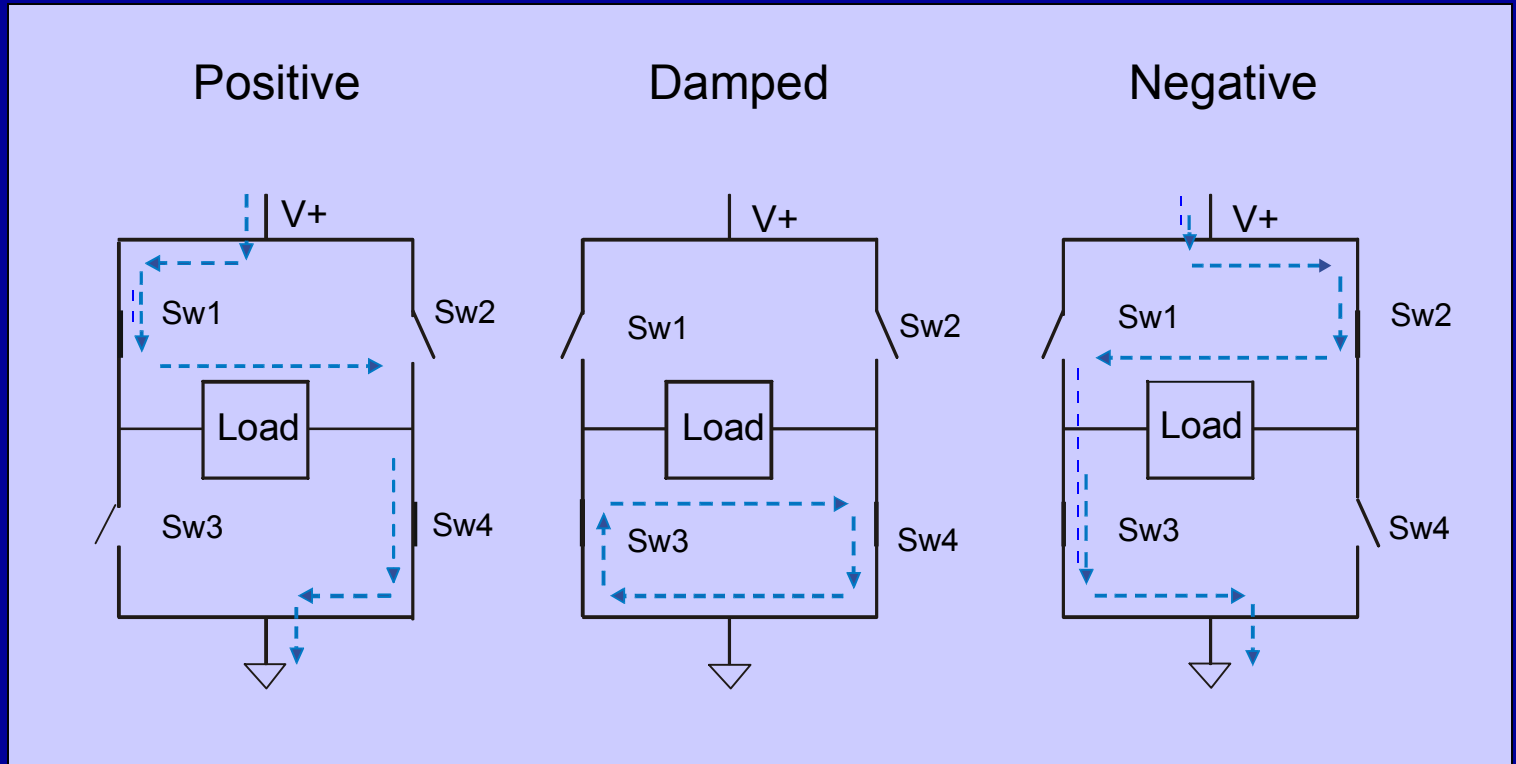 Positive
Damped
Negative
V+
V+
V+
Sw1
Sw2
Sw1
Sw2
Sw1
Sw2
Load
Load
Load
Sw3
Sw4
Sw3
Sw4
Sw3
Sw4